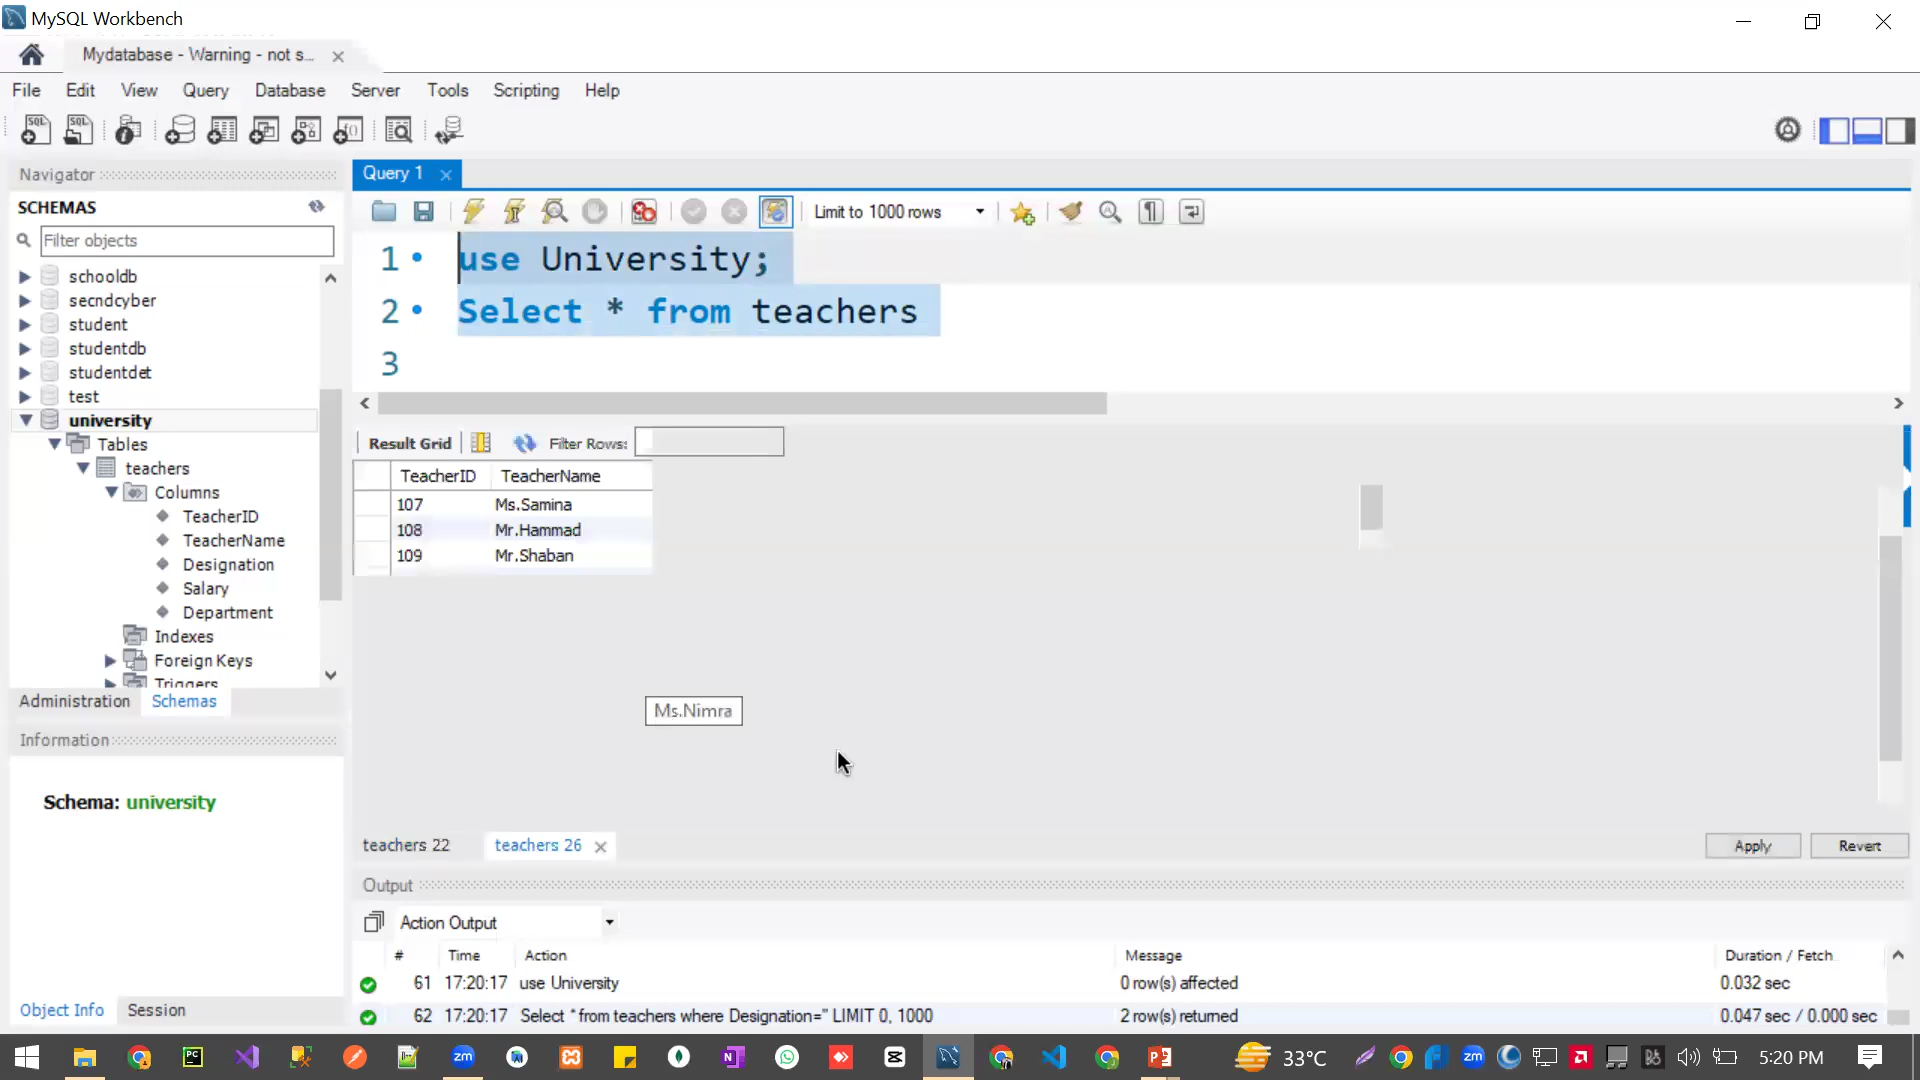 MySQL Workbench
Mydatabase - Warning - not s...
File Edit View Query Database Server Tools Scripting Help
Navigator
SCHEMAS
Filter objects
schooldb
secndcyber
student
studentdb
studentdet
test
university
Tables
teachers
Columns
TeacherID
TeacherName
Designation
Salary
Department
Indexes
Foreign Keys
Triggers
Administration Schemas
Information
Schema: university
Object Info Session
Query 1
Limit to 1000 rows
1 use University;
2 Select * from teachers
3
Result Grid Filter Rows:
TeacherID TeacherName
107 Ms.Samina
108 Mr.Hammad
109 Mr.Shaban
Ms.Nimra
teachers 22 teachers 26
Apply Revert
Output
Action Output
# Time Action Message Duration / Fetch
61 17:20:17 use University 0 row(s) affected 0.032 sec
62 17:20:17 Select * from teachers where Designation='' LIMIT 0, 1000 2 row(s) returned 0.047 sec / 0.000 sec
33°C 5:20 PM